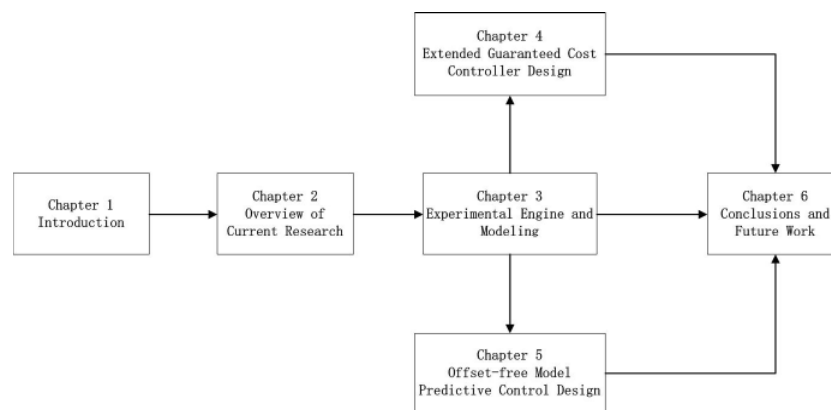 Chapter 1
Introduction
Chapter 2
Overview of
Current Research
Chapter 3
Experimental Engine and
Modeling
Chapter 4
Extended Guaranteed Cost
Controller Design
Chapter 5
Offset-free Model
Predictive Control Design
Chapter 6
Conclusions and
Future Work